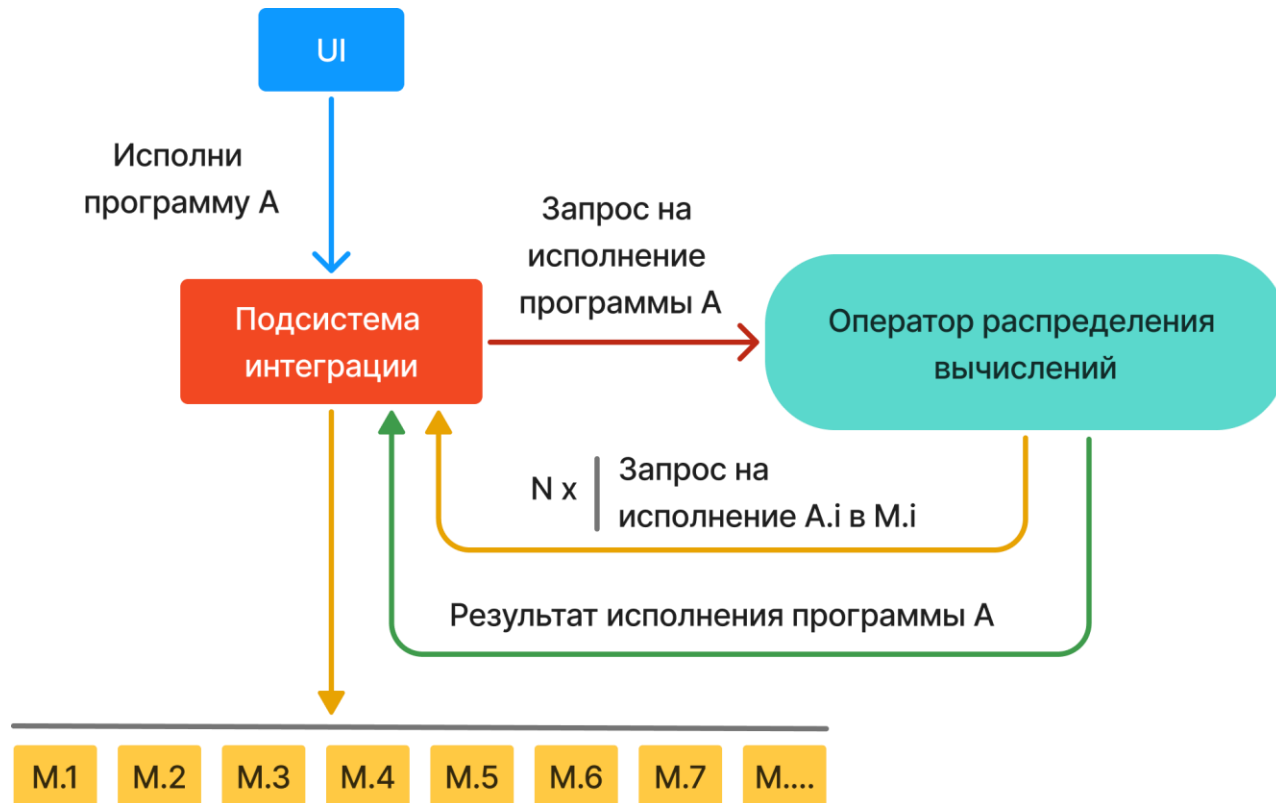 UI
Исполни
программу А
Запрос на
исполнение
программы А
Подсистема
интеграции
Оператор распределения
вычислений
N x
Запрос на
исполнение A.i в M.i
Результат исполнения программы А
M.1
M.2
M.3
M.4
M.5
M.6
M.7
M....